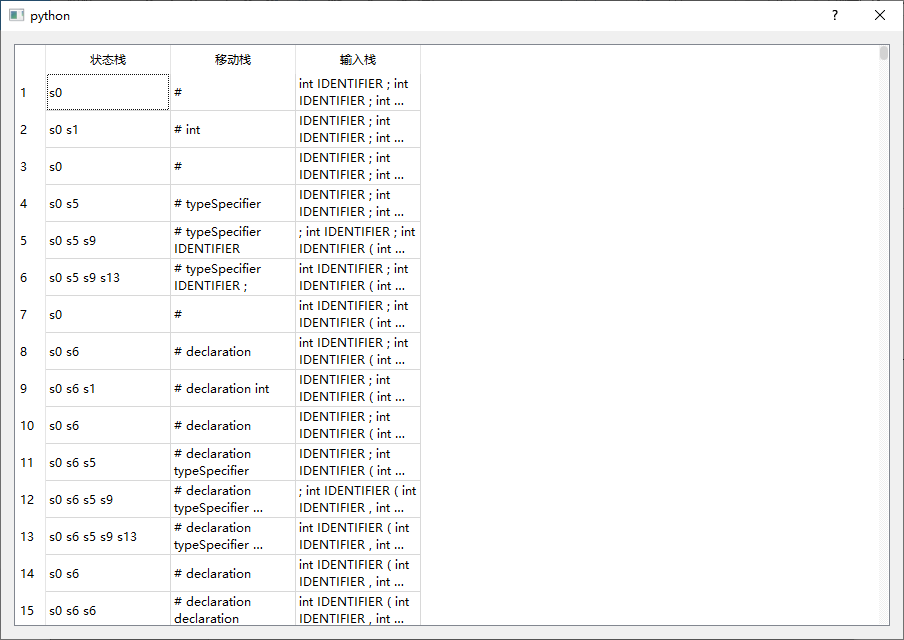 python
?
状态栈 移动栈 输入栈
1 s0 # int IDENTIFIER ; int
IDENTIFIER ; int ...
2 s0 s1 # int IDENTIFIER ; int
IDENTIFIER ; int ...
3 s0 # IDENTIFIER ; int
IDENTIFIER ; int ...
4 s0 s5 # typeSpecifier IDENTIFIER ; int
IDENTIFIER ; int ...
5 s0 s5 s9 # typeSpecifier ; int IDENTIFIER ; int
IDENTIFIER IDENTIFIER ( int ...
6 s0 s5 s9 s13 # typeSpecifier int IDENTIFIER ; int
IDENTIFIER ; IDENTIFIER ( int ...
7 s0 # int IDENTIFIER ; int
IDENTIFIER ( int ...
8 s0 s6 # declaration int IDENTIFIER ; int
IDENTIFIER ( int ...
9 s0 s6 s1 # declaration int IDENTIFIER ; int
IDENTIFIER ( int ...
10 s0 s6 # declaration IDENTIFIER ; int
IDENTIFIER ( int ...
11 s0 s6 s5 # declaration IDENTIFIER ; int
typeSpecifier IDENTIFIER ( int ...
12 s0 s6 s5 s9 # declaration ; int IDENTIFIER ( int
typeSpecifier ... IDENTIFIER , int ...
13 s0 s6 s5 s9 s13 # declaration int IDENTIFIER ( int
typeSpecifier ... IDENTIFIER , int ...
14 s0 s6 # declaration int IDENTIFIER ( int
IDENTIFIER , int ...
15 s0 s6 s6 # declaration int IDENTIFIER ( int
declaration IDENTIFIER , int ...